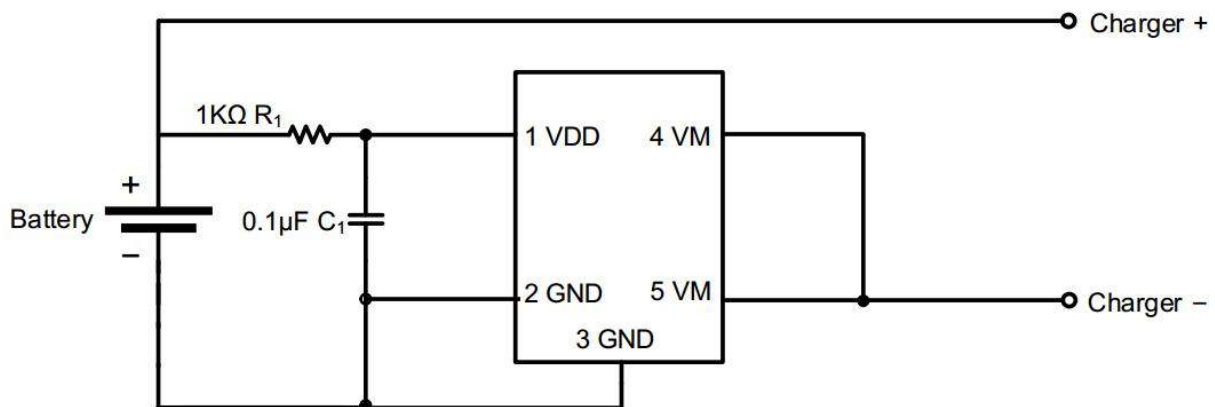 Charger +
1KΩ R₁
1 VDD
4 VM
+
Battery
0.1µF C₁
−
2 GND
5 VM
Charger −
3 GND